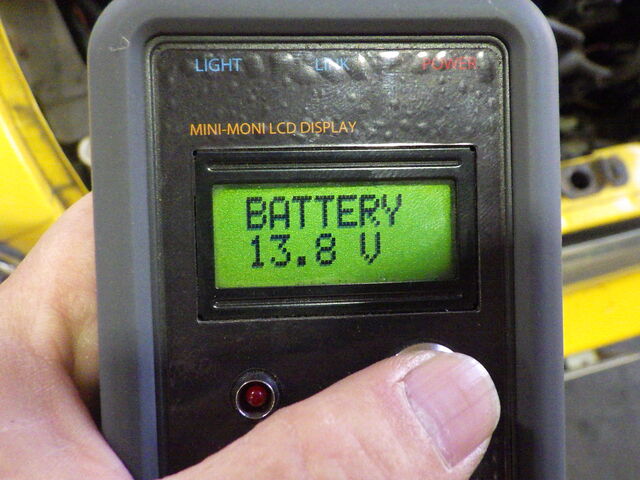 LIGHT LINK POWER
MINI-MONI LCD DISPLAY
BATTERY
13.8 V